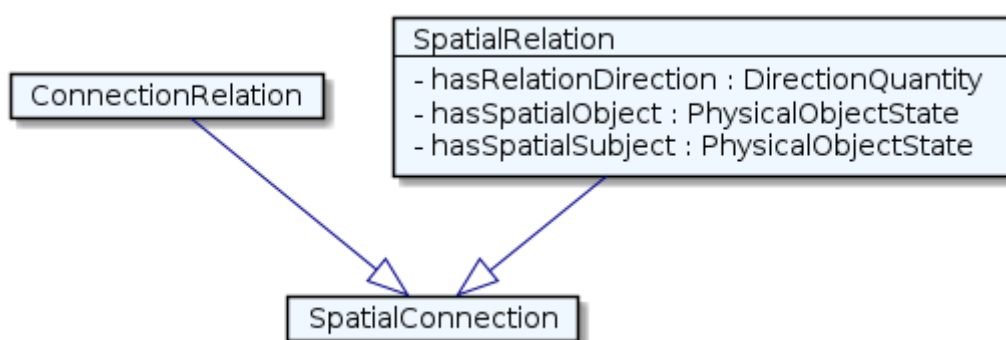 SpatialRelation
- hasRelationDirection : DirectionQuantity
- hasSpatialObject : PhysicalObjectState
- hasSpatialSubject : PhysicalObjectState
ConnectionRelation
SpatialConnection